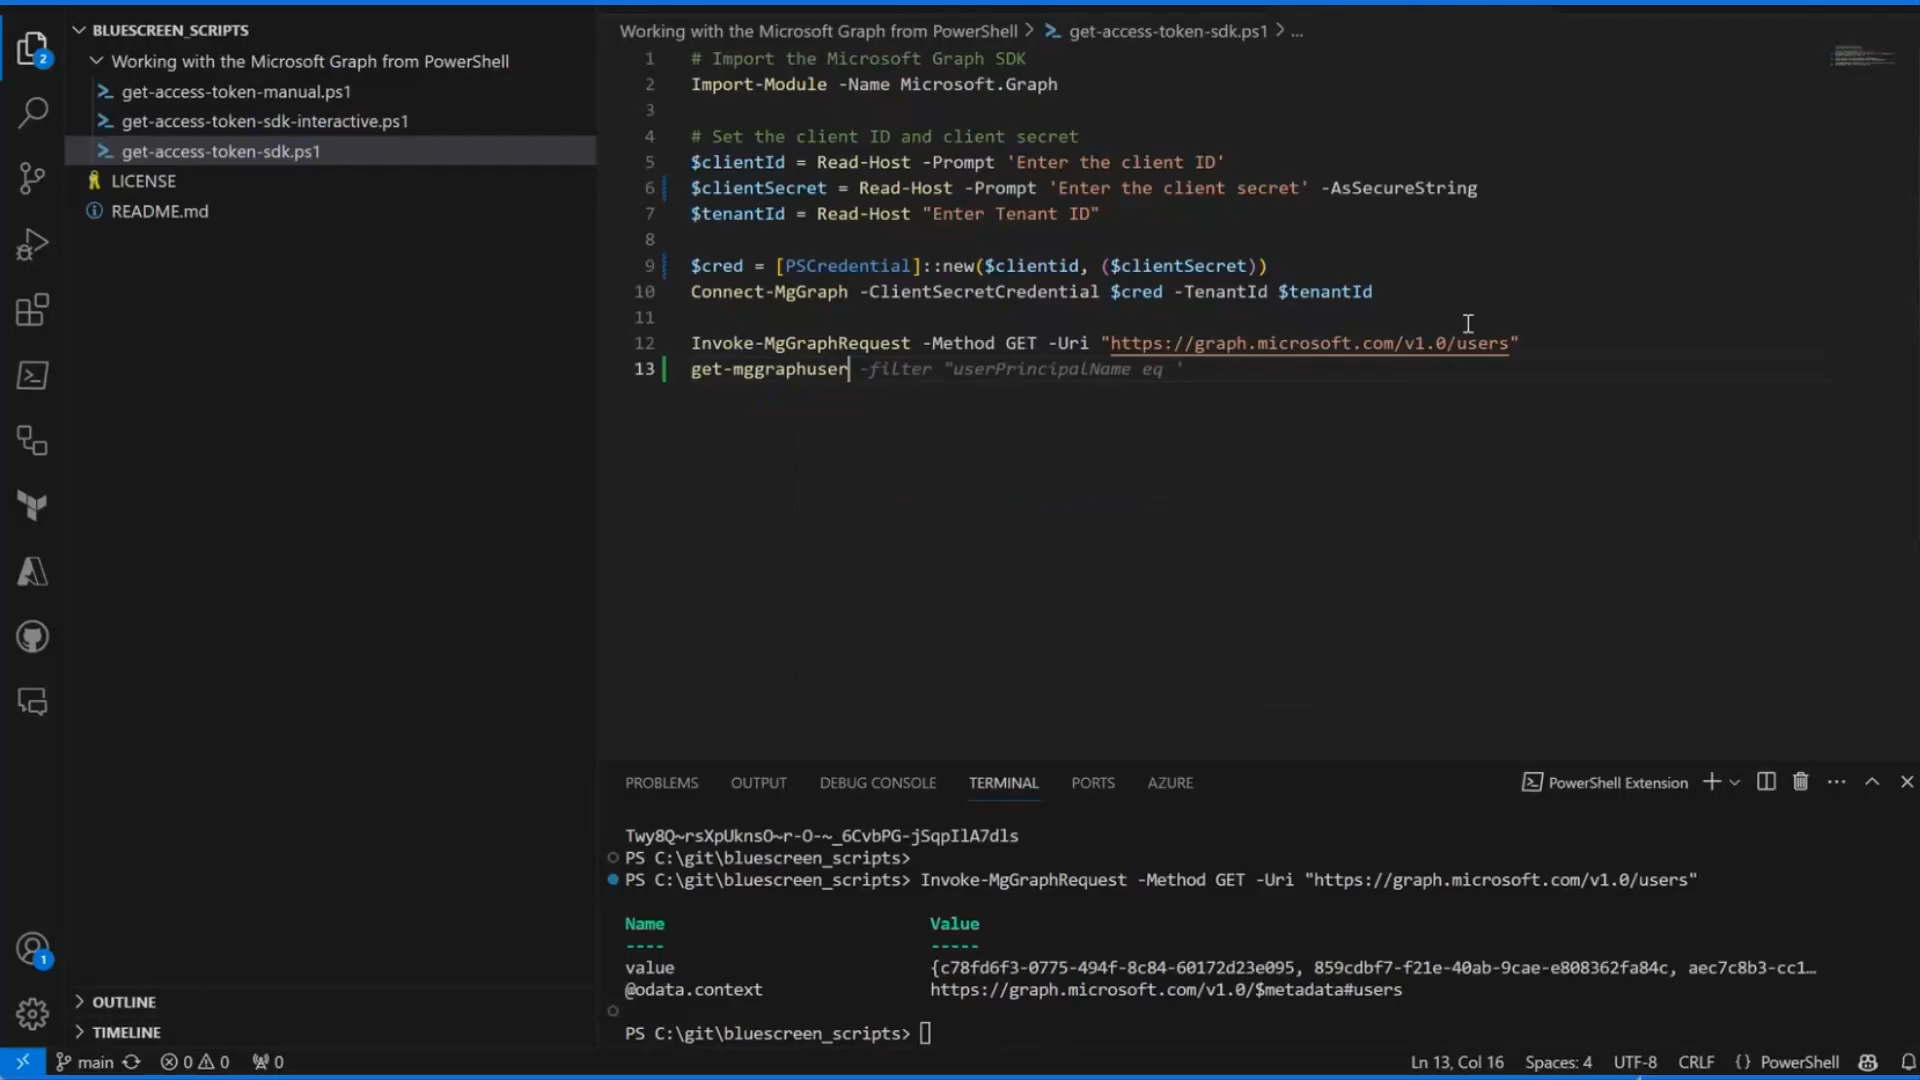 BLUESCREEN_SCRIPTS
Working with the Microsoft Graph from PowerShell
get-access-token-manual.ps1
get-access-token-sdk-interactive.ps1
get-access-token-sdk.ps1
LICENSE
README.md
OUTLINE
TIMELINE
2
1
Working with the Microsoft Graph from PowerShell > get-access-token-sdk.ps1 > ...
1 # Import the Microsoft Graph SDK
2 Import-Module -Name Microsoft.Graph
3
4 # Set the client ID and client secret
5 $clientId = Read-Host -Prompt 'Enter the client ID'
6 $clientSecret = Read-Host -Prompt 'Enter the client secret' -AsSecureString
7 $tenantId = Read-Host "Enter Tenant ID"
8
9 $cred = [PSCredential]::new($clientid, ($clientSecret))
10 Connect-MgGraph -ClientSecretCredential $cred -TenantId $tenantId
11
12 Invoke-MgGraphRequest -Method GET -Uri "https://graph.microsoft.com/v1.0/users"
13 get-mggraphuser -filter "userPrincipalName eq '
PROBLEMS OUTPUT DEBUG CONSOLE TERMINAL PORTS AZURE PowerShell Extension
Twy8Q~rsXpUknsO~r-O-~_6CvbPG-jSqpIlA7dls
PS C:\git\bluescreen_scripts>
PS C:\git\bluescreen_scripts> Invoke-MgGraphRequest -Method GET -Uri "https://graph.microsoft.com/v1.0/users"
Name Value
---- -----
value {c78fd6f3-0775-494f-8c84-60172d23e095, 859cdbf7-f21e-40ab-9cae-e808362fa84c, aec7c8b3-cc1…
@odata.context https://graph.microsoft.com/v1.0/$metadata#users
PS C:\git\bluescreen_scripts>
main 0 0 0 Ln 13, Col 16 Spaces: 4 UTF-8 CRLF {} PowerShell